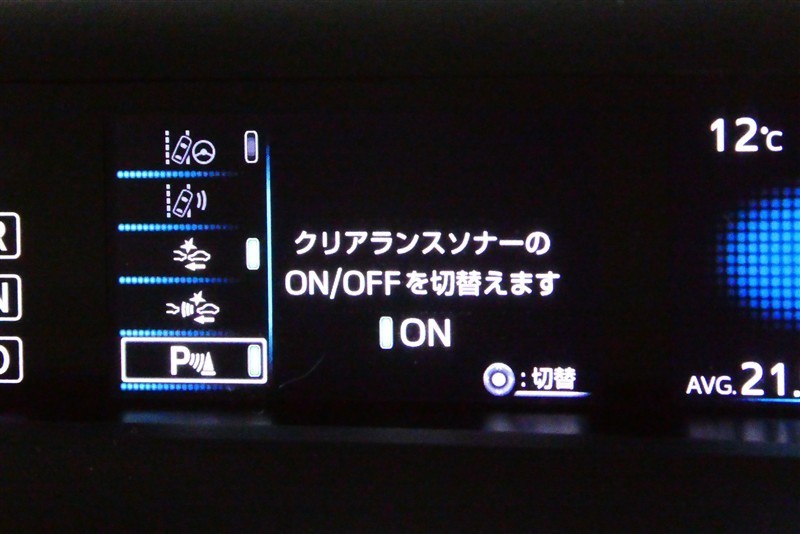 12℃
R
N
D
クリアランスソナーの
ON/OFFを切替えます
ON
P
:切替
AVG.21.